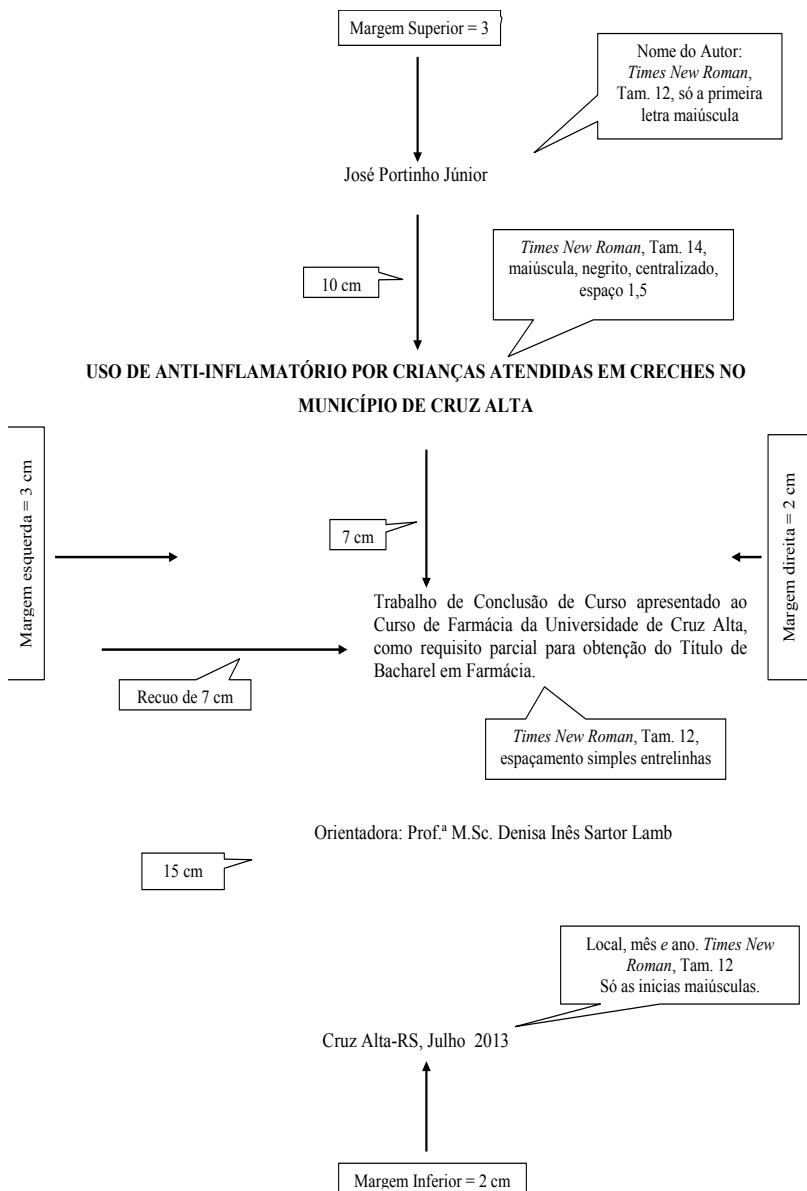 Margem Superior = 3
Nome do Autor:
Times New Roman,
Tam. 12, só a primeira
letra maiúscula
José Portinho Júnior
Times New Roman, Tam. 14,
maiúscula, negrito, centralizado,
espaço 1,5
10 cm
USO DE ANTI-INFLAMATÓRIO POR CRIANÇAS ATENDIDAS EM CRECHES NO
MUNICÍPIO DE CRUZ ALTA
Margem esquerda = 3 cm
Margem direita = 2 cm
7 cm
Trabalho de Conclusão de Curso apresentado ao
Curso de Farmácia da Universidade de Cruz Alta,
como requisito parcial para obtenção do Título de
Bacharel em Farmácia.
Recuo de 7 cm
Times New Roman, Tam. 12,
espaçamento simples entrelinhas
Orientadora: Prof.ª M.Sc. Denisa Inês Sartor Lamb
15 cm
Local, mês e ano. Times New
Roman, Tam. 12
Só as inicias maiúsculas.
Cruz Alta-RS, Julho  2013
Margem Inferior = 2 cm